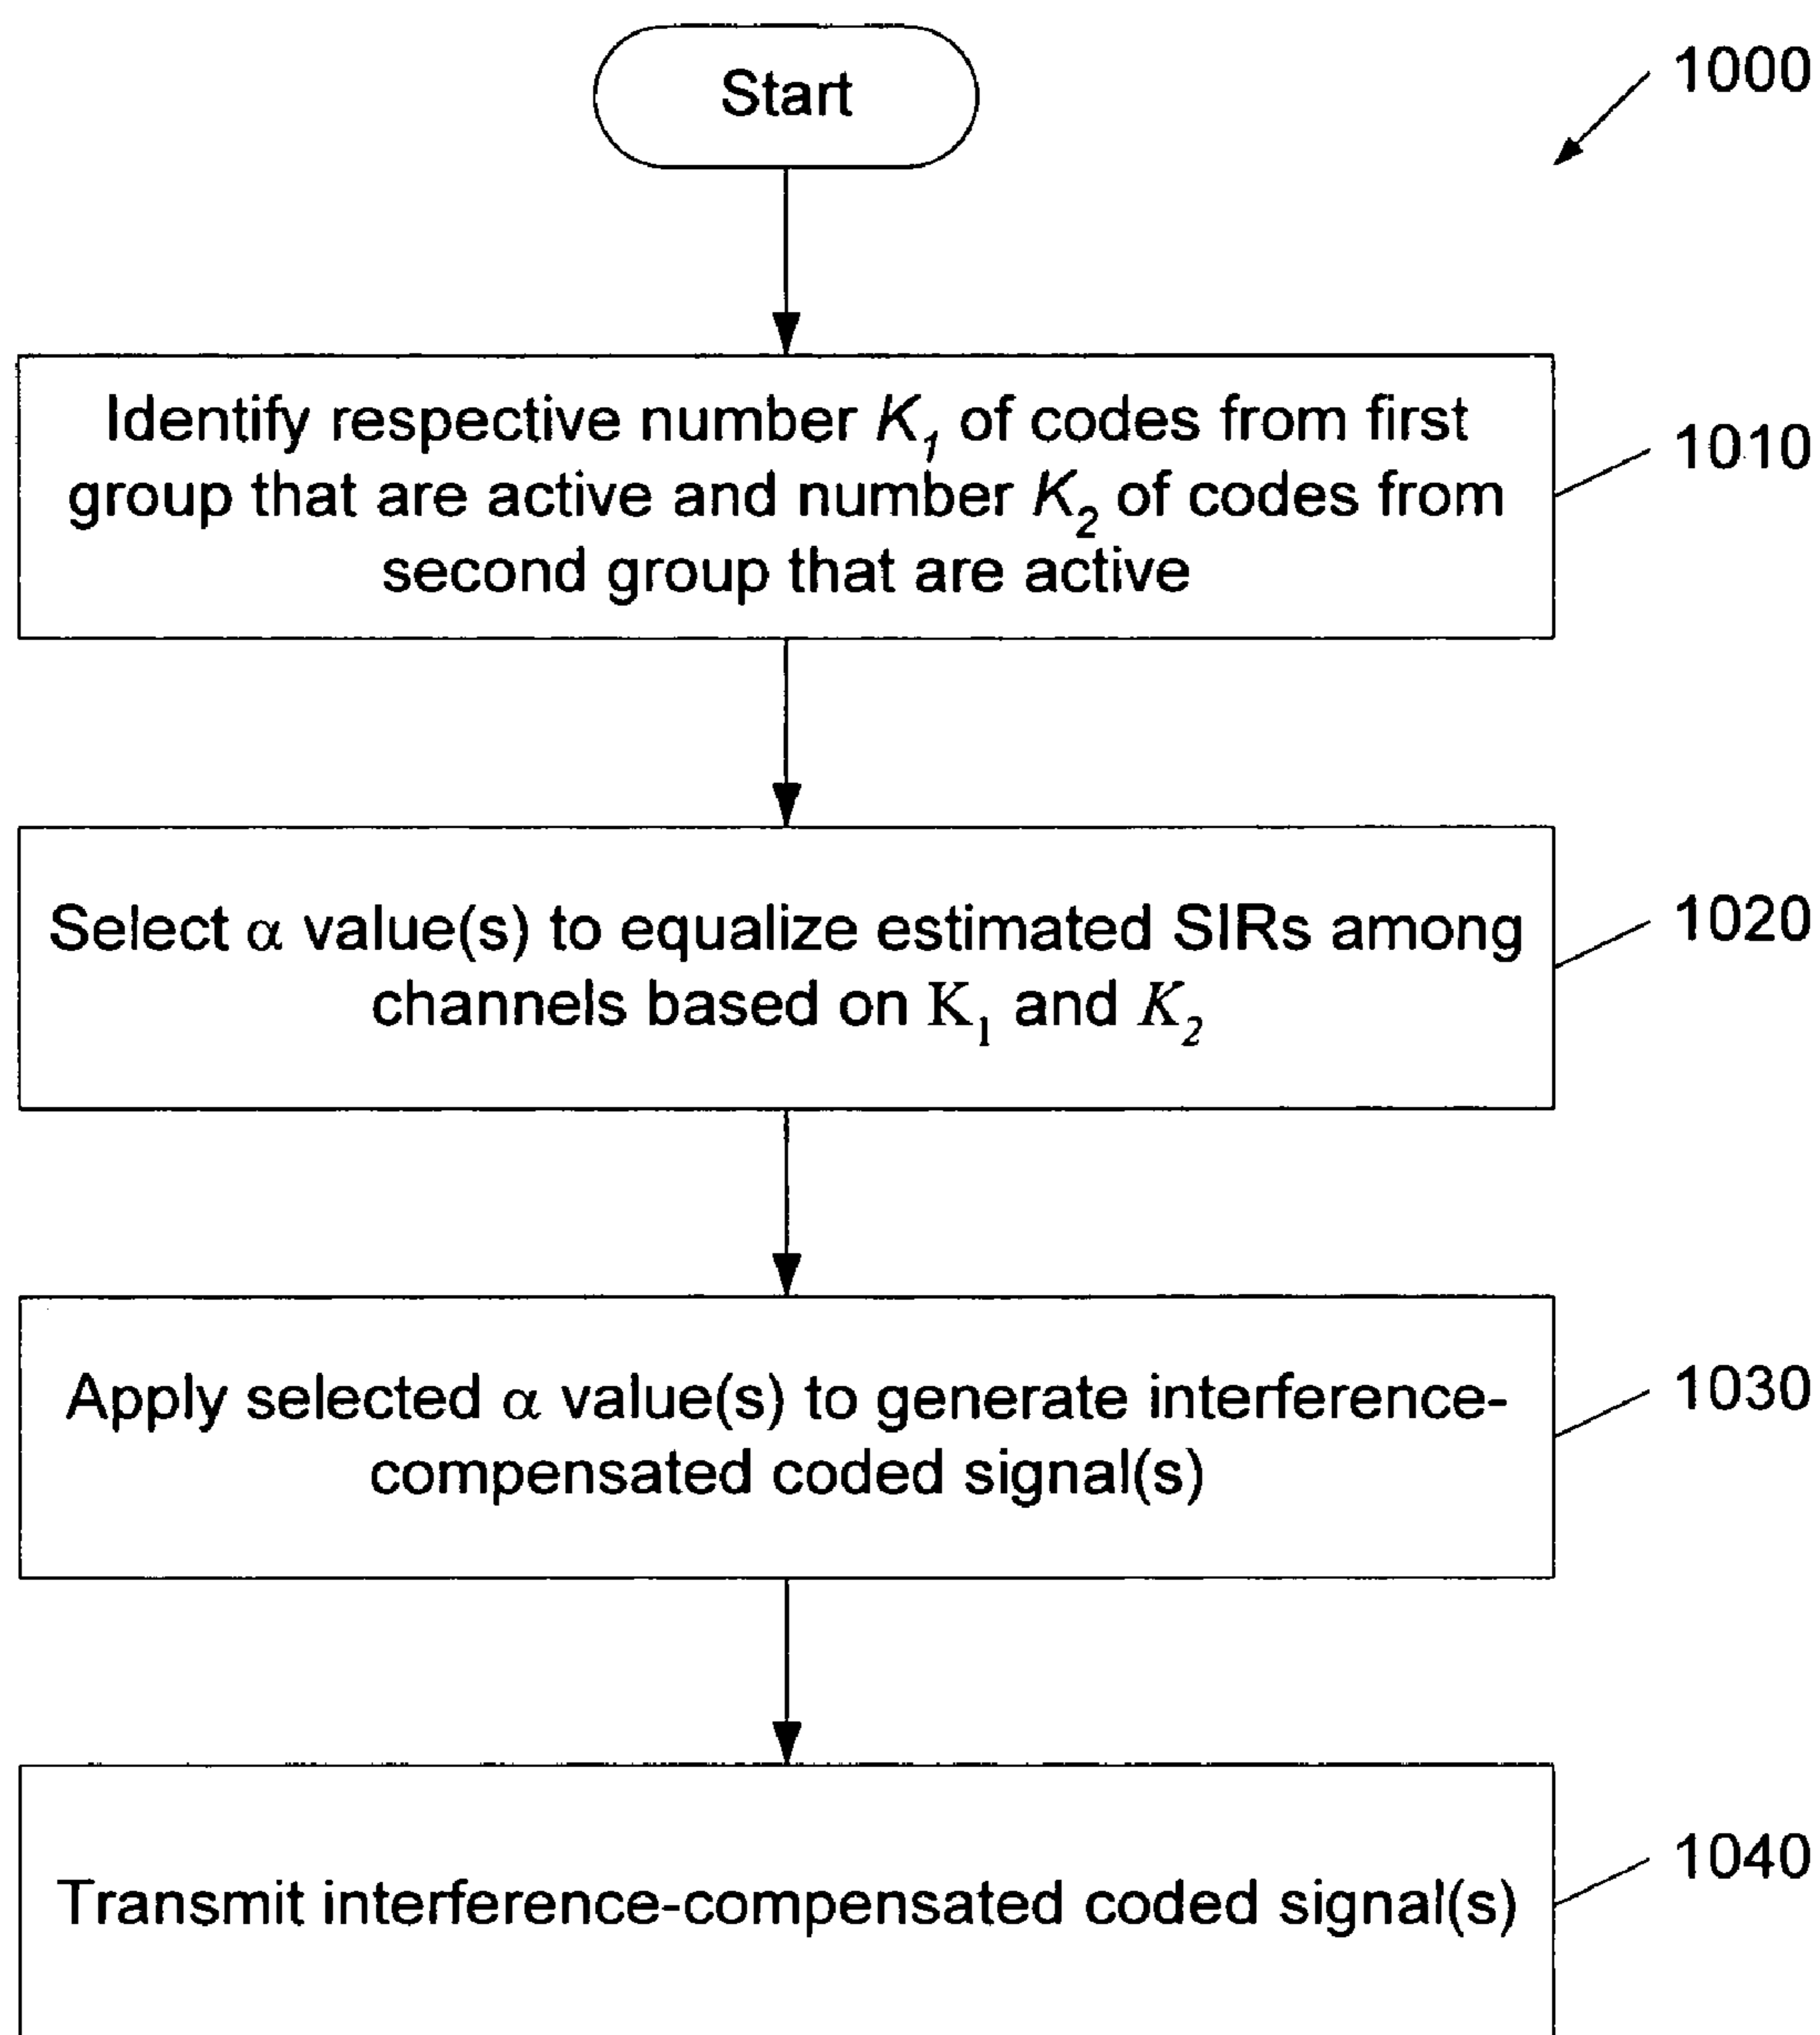 Start
1000
Identify respective number K₁ of codes from first
group that are active and number K₂ of codes from
second group that are active
1010
Select α value(s) to equalize estimated SIRs among
channels based on K₁ and K₂
1020
Apply selected α value(s) to generate interference-
compensated coded signal(s)
1030
Transmit interference-compensated coded signal(s)
1040